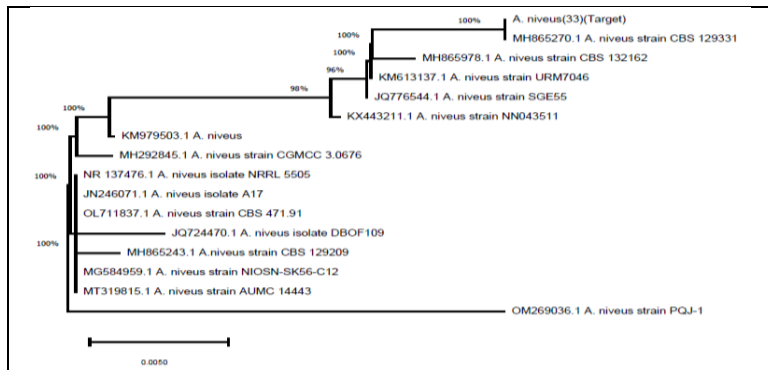 100%
A. niveus(33)(Target)
MH865270.1 A. niveus strain CBS 129331
100%
100%
MH865978.1 A. niveus strain CBS 132162
96%
KM613137.1 A. niveus strain URM7046
98%
JQ776544.1 A. niveus strain SGE55
100%
KX443211.1 A. niveus strain NN043511
100%
KM979503.1 A. niveus
MH292845.1 A. niveus strain CGMCC 3.0676
100%
NR 137476.1 A. niveus isolate NRRL 5505
JN246071.1 A. niveus isolate A17
OL711837.1 A. niveus strain CBS 471.91
JQ724470.1 A. niveus isolate DBOF109
100%
MH865243.1 A.niveus strain CBS 129209
MG584959.1 A. niveus strain NIOSN-SK56-C12
MT319815.1 A. niveus strain AUMC 14443
OM269036.1 A. niveus strain PQJ-1
0.0050